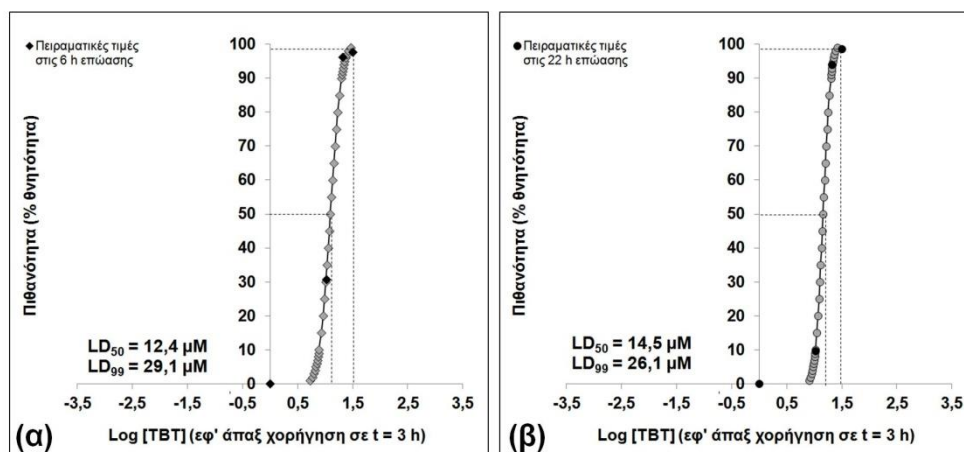 Πειραματικές τιμές
στις 6 h επώασης
Πιθανότητα (% θνητότητα)
100
90
80
70
60
50
40
30
20
10
0
LD50 = 12,4 μM
LD99 = 29,1 μM
-3,5 -2,5 -1,5 -0,5 0,5 1,5 2,5 3,5
Log [TBT] (εφ' άπαξ χορήγηση σε t = 3 h)
(α)
Πειραματικές τιμές
στις 22 h επώασης
Πιθανότητα (% θνητότητα)
100
90
80
70
60
50
40
30
20
10
0
LD50 = 14,5 μM
LD99 = 26,1 μM
-3,5 -2,5 -1,5 -0,5 0,5 1,5 2,5 3,5
Log [TBT] (εφ' άπαξ χορήγηση σε t = 3 h)
(β)